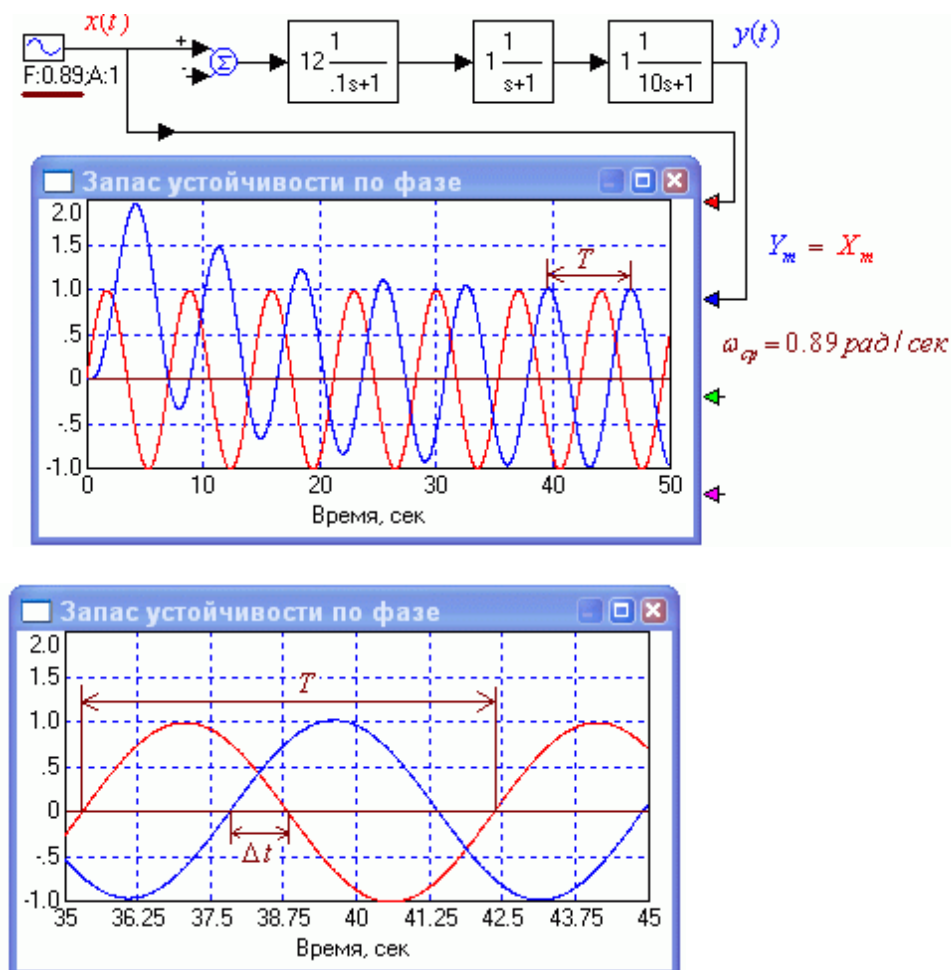 x(t)
F:0.89;A:1
+
-
Σ
12 1/.1s+1
1 1/s+1
1 1/10s+1
y(t)
Запас устойчивости по фазе
2.0
1.5
1.0
.5
0
-.5
-1.0
T
0 10 20 30 40 50
Время, сек
Yₘ = Xₘ
ω_ср = 0.89 рад / сек
Запас устойчивости по фазе
2.0
1.5
1.0
.5
0
-.5
-1.0
T
Δt
35 36.25 37.5 38.75 40 41.25 42.5 43.75 45
Время, сек